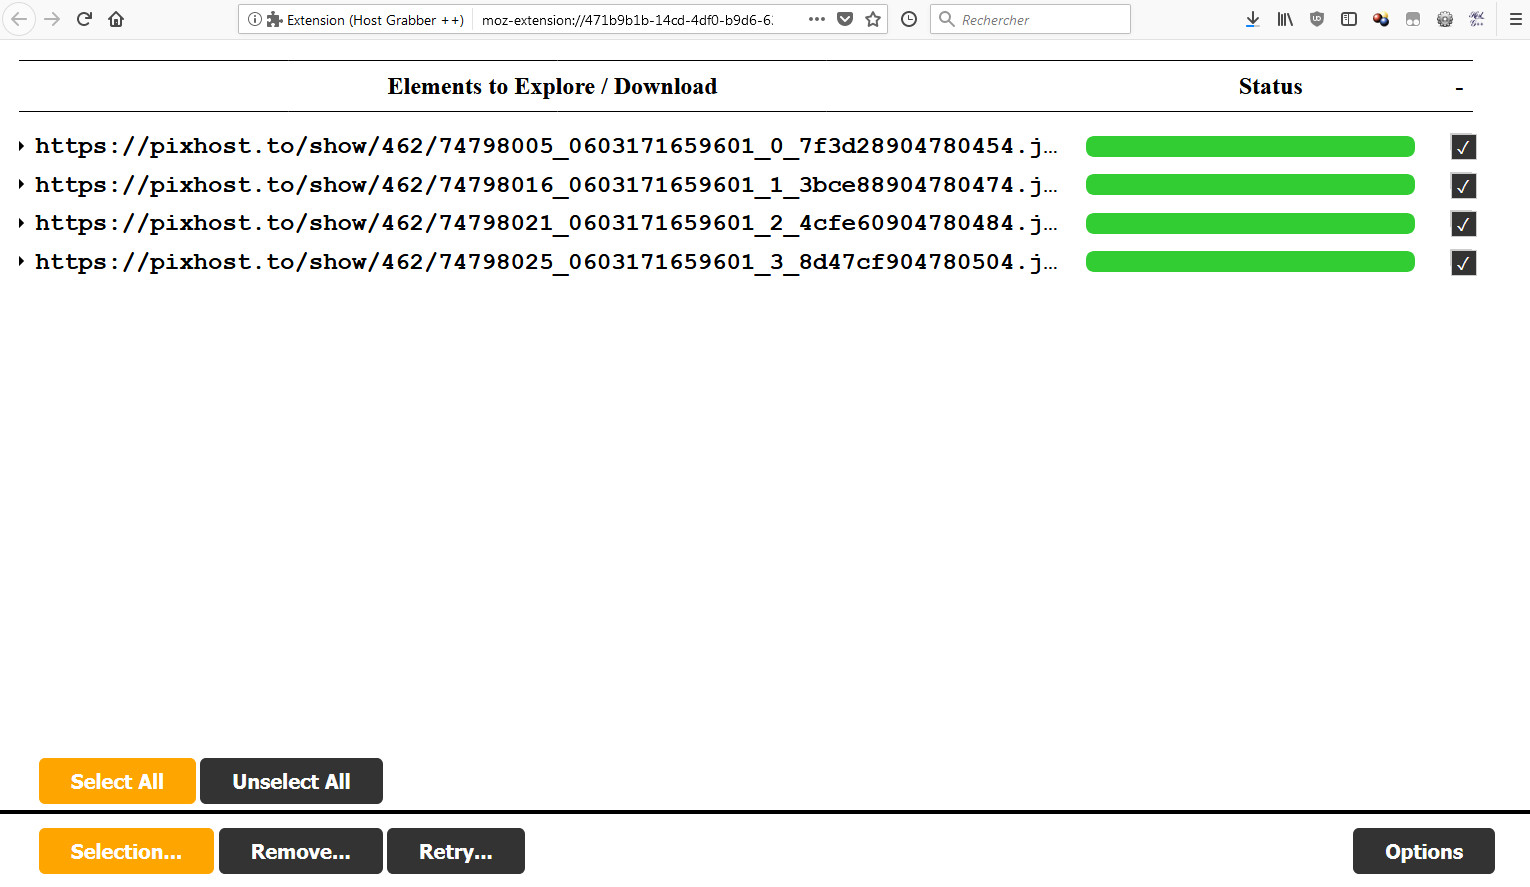 Extension (Host Grabber ++) moz-extension://471b9b1b-14cd-4df0-b9d6-6 Rechercher
Elements to Explore / Download Status -
https://pixhost.to/show/462/74798005_0603171659601_0_7f3d28904780454.j…
https://pixhost.to/show/462/74798016_0603171659601_1_3bce88904780474.j…
https://pixhost.to/show/462/74798021_0603171659601_2_4cfe60904780484.j…
https://pixhost.to/show/462/74798025_0603171659601_3_8d47cf904780504.j…
Select All Unselect All
Selection... Remove... Retry... Options